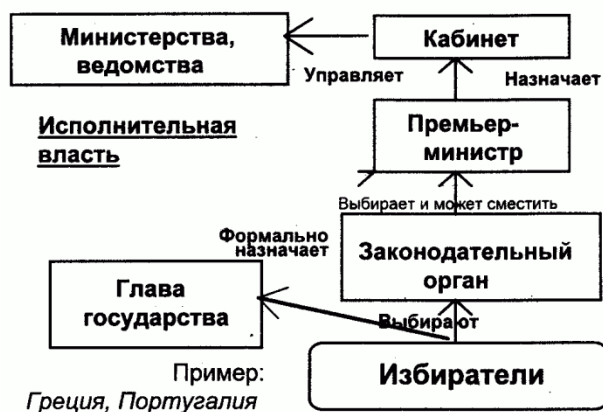 Министерства,
ведомства
Кабинет
Управляет
Назначает
Исполнительная
власть
Премьер-
министр
Выбирает и может сместить
Формально
назначает
Законодательный
орган
Глава
государства
Выбирают
Избиратели
Пример:
Греция, Португалия